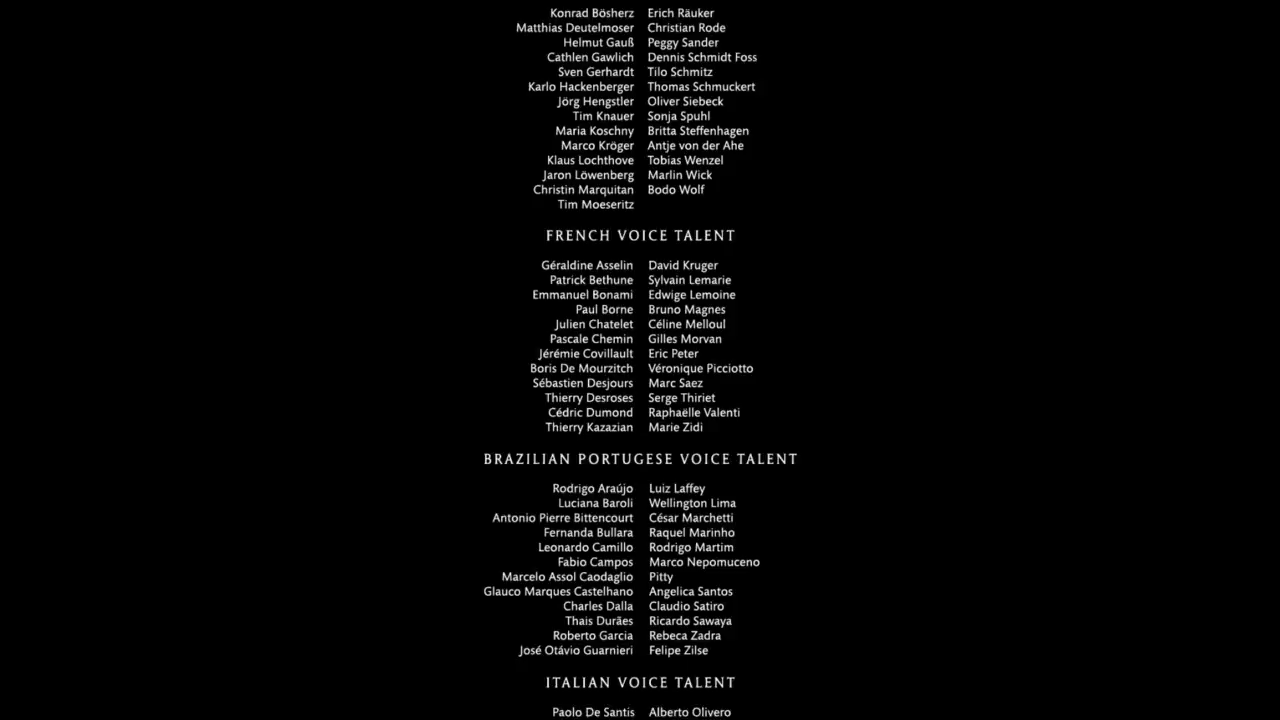 Konrad Bösherz Erich Räuker
Matthias Deutelmoser Christian Rode
Helmut Gauß Peggy Sander
Cathlen Gawlich Dennis Schmidt Foss
Sven Gerhardt Tilo Schmitz
Karlo Hackenberger Thomas Schmuckert
Jörg Hengstler Oliver Siebeck
Tim Knauer Sonja Spuhl
Maria Koschny Britta Steffenhagen
Marco Kröger Antje von der Ahe
Klaus Lochthove Tobias Wenzel
Jaron Löwenberg Marlin Wick
Christin Marquitan Bodo Wolf
Tim Moeseritz
FRENCH VOICE TALENT
Géraldine Asselin David Kruger
Patrick Bethune Sylvain Lemarie
Emmanuel Bonami Edwige Lemoine
Paul Borne Bruno Magnes
Julien Chatelet Céline Melloul
Pascale Chemin Gilles Morvan
Jérémie Covillault Eric Peter
Boris De Mourzitch Véronique Picciotto
Sébastien Desjours Marc Saez
Thierry Desroses Serge Thiriet
Cédric Dumond Raphaëlle Valenti
Thierry Kazazian Marie Zidi
BRAZILIAN PORTUGESE VOICE TALENT
Rodrigo Araújo Luiz Laffey
Luciana Baroli Wellington Lima
Antonio Pierre Bittencourt César Marchetti
Fernanda Bullara Raquel Marinho
Leonardo Camillo Rodrigo Martim
Fabio Campos Marco Nepomuceno
Marcelo Assol Caodaglio Pitty
Glauco Marques Castelhano Angelica Santos
Charles Dalla Claudio Satiro
Thais Durães Ricardo Sawaya
Roberto Garcia Rebeca Zadra
José Otávio Guarnieri Felipe Zilse
ITALIAN VOICE TALENT
Paolo De Santis Alberto Olivero